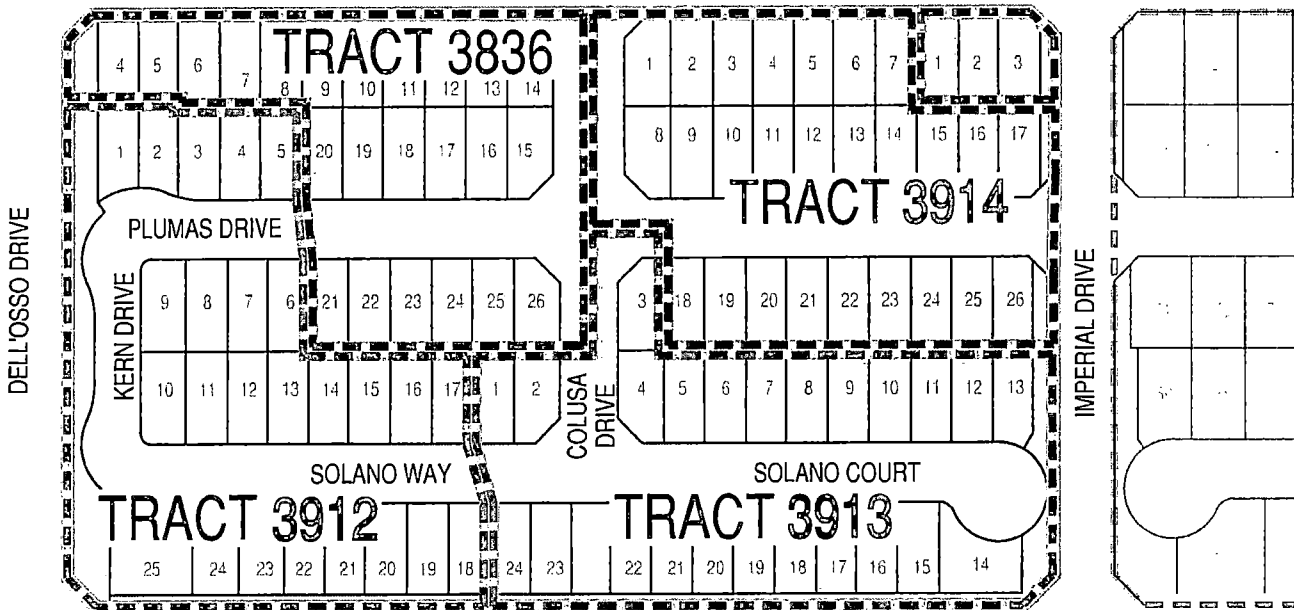 TRACT 3836
4 5 6 7 8 9 10 11 12 13 14
1 2 3 4 5 6 7
1 2 3
1 2 3 4 5
20 19 18 17 16 15
8 9 10 11 12 13 14 15 16 17
TRACT 3914
PLUMAS DRIVE
DELL'OSSO DRIVE
KERN DRIVE
9 8 7 6
21 22 23 24 25 26
3
18 19 20 21 22 23 24 25 26
IMPERIAL DRIVE
10 11 12 13 14 15 16 17
1 2
COLUSA
DRIVE
4 5 6 7 8 9 10 11 12 13
SOLANO WAY
SOLANO COURT
TRACT 3912
TRACT 3913
25 24 23 22 21 20 19 18
24 23 22 21 20 19 18 17 16 15 14